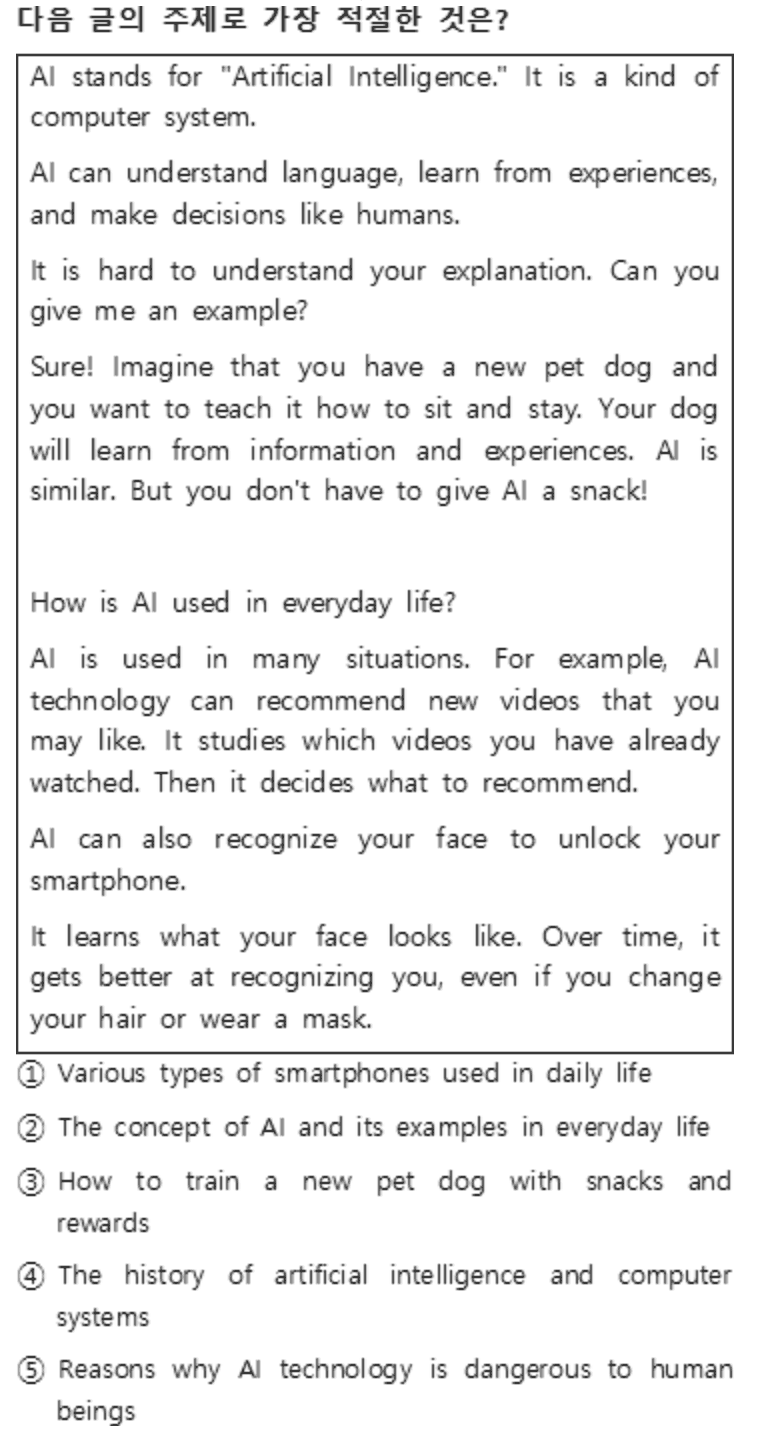 다음 글의 주제로 가장 적절한 것은?
AI stands for "Artificial Intelligence." It is a kind of
computer system.
AI can understand language, learn from experiences,
and make decisions like humans.
It is hard to understand your explanation. Can you
give me an example?
Sure! Imagine that you have a new pet dog and
you want to teach it how to sit and stay. Your dog
will learn from information and experiences. AI is
similar. But you don't have to give AI a snack!
How is AI used in everyday life?
AI is used in many situations. For example, AI
technology can recommend new videos that you
may like. It studies which videos you have already
watched. Then it decides what to recommend.
AI can also recognize your face to unlock your
smartphone.
It learns what your face looks like. Over time, it
gets better at recognizing you, even if you change
your hair or wear a mask.
① Various types of smartphones used in daily life
② The concept of AI and its examples in everyday life
③ How to train a new pet dog with snacks and
rewards
④ The history of artificial intelligence and computer
systems
⑤ Reasons why AI technology is dangerous to human
beings